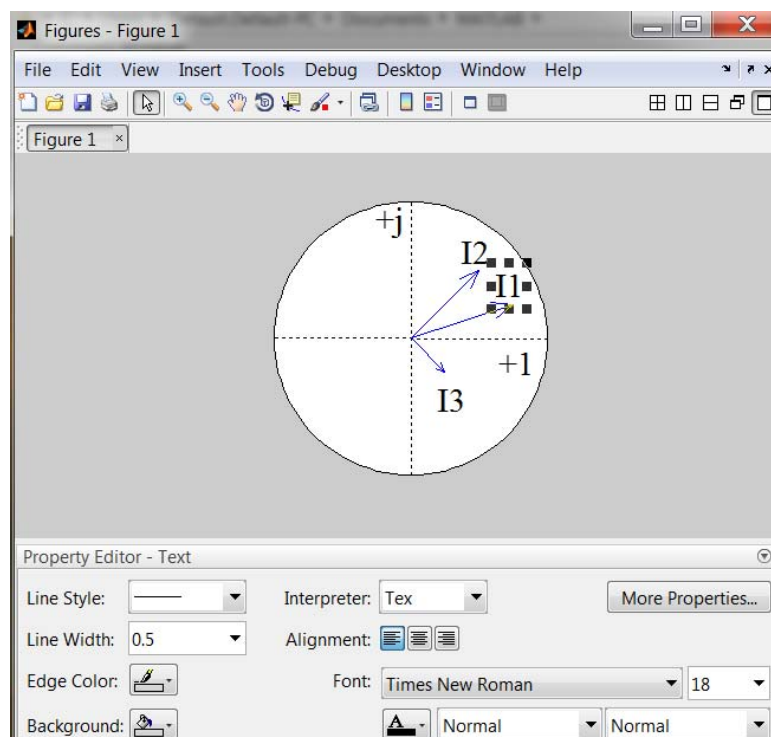 Figures - Figure 1
File Edit View Insert Tools Debug Desktop Window Help
Figure 1
+j
I2
I1
+1
I3
Property Editor - Text
Line Style:
Interpreter: Tex
More Properties...
Line Width: 0.5
Alignment:
Edge Color:
Font: Times New Roman 18
Background:
A Normal Normal